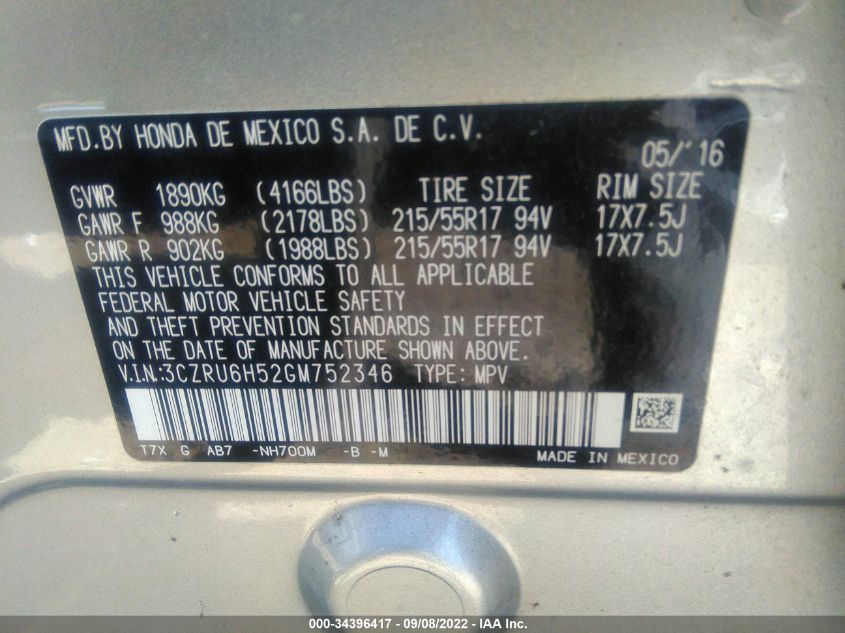 MFD.BY HONDA DE MEXICO S.A. DE C.V.
05/'16
GVWR 1890KG (4166LBS) TIRE SIZE RIM SIZE
GAWR F 988KG (2178LBS) 215/55R17 94V 17X7.5J
GAWR R 902KG (1988LBS) 215/55R17 94V 17X7.5J
THIS VEHICLE CONFORMS TO ALL APPLICABLE
FEDERAL MOTOR VEHICLE SAFETY
AND THEFT PREVENTION STANDARDS IN EFFECT
ON THE DATE OF MANUFACTURE SHOWN ABOVE.
V.I.N.:3CZRU6H52GM752346 TYPE: MPV
T7X G AB7 -NH700M -B -M MADE IN MEXICO
000-34396417 - 09/08/2022 - IAA Inc.